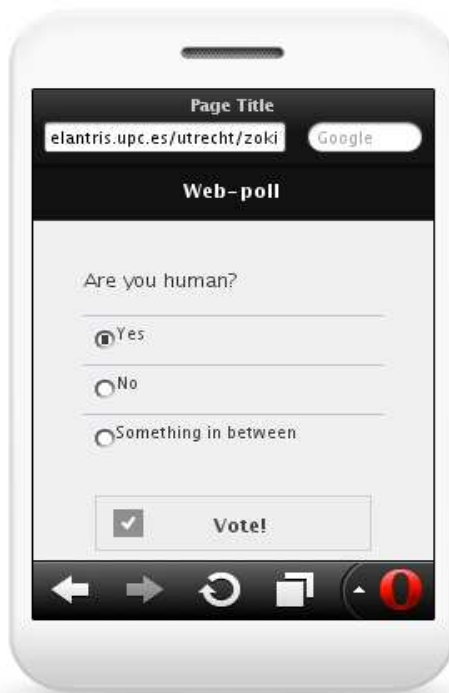 Page Title
elantris.upc.es/utrecht/zoki
Google
Web-poll
Are you human?
Yes
No
Something in between
Vote!